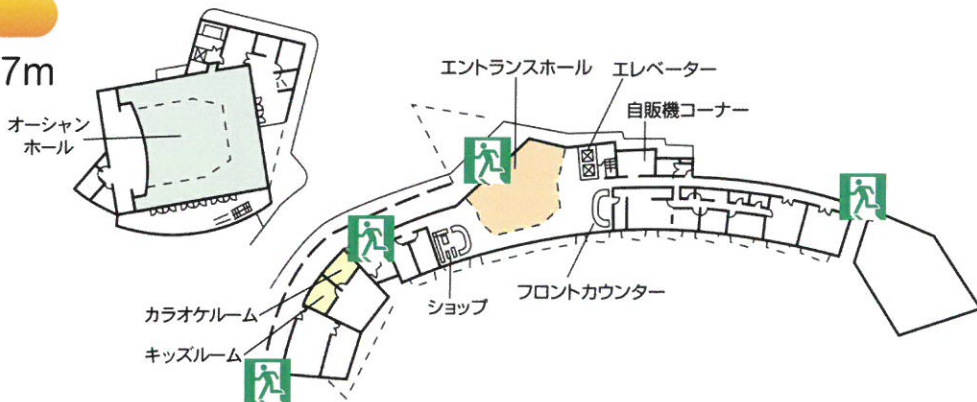 7m
オーシャン
ホール
エントランスホール
エレベーター
自販機コーナー
カラオケルーム
キッズルーム
ショップ
フロントカウンター